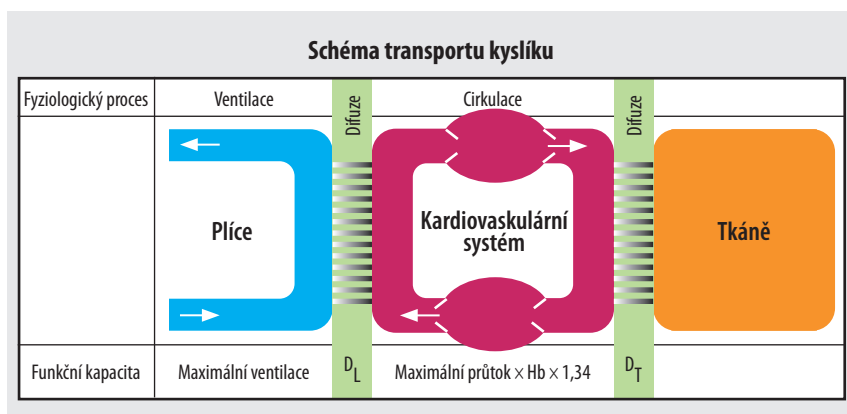 Schéma transportu kyslíku
Fyziologický proces
Ventilace
Difuze
Cirkulace
Difuze
Plíce
Kardiovaskulární
systém
Tkáně
Funkční kapacita
Maximální ventilace
DL
Maximální průtok × Hb × 1,34
DT